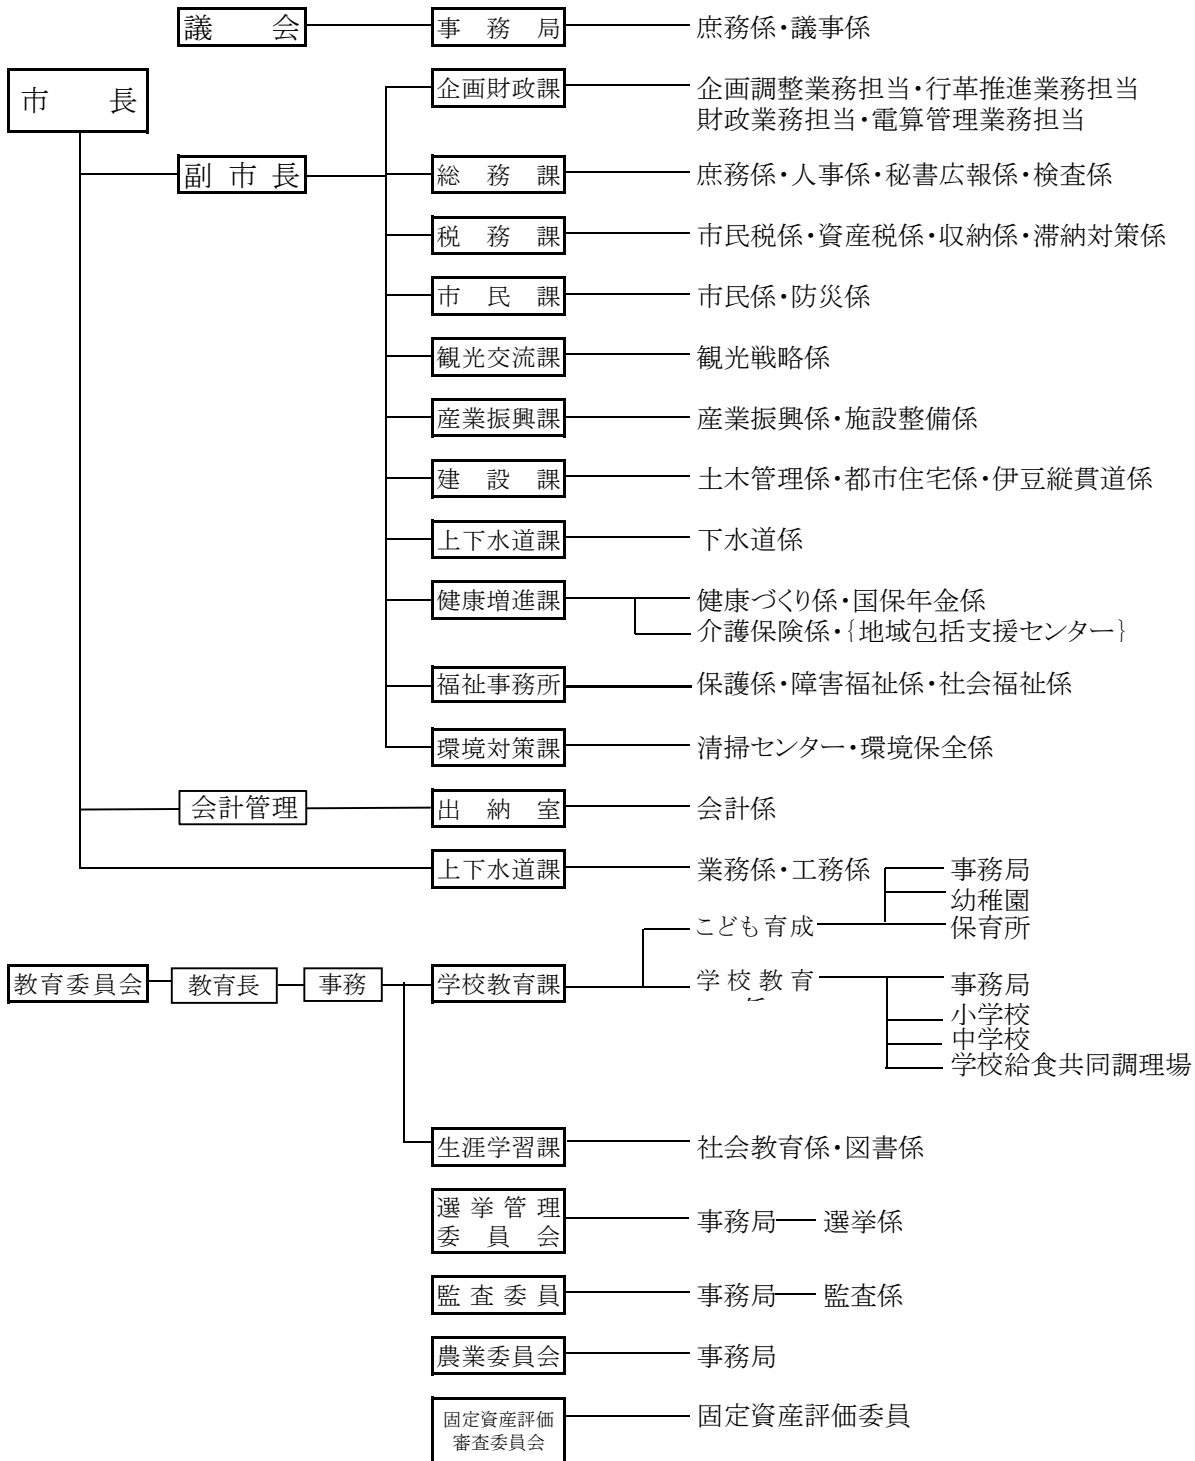 議会 事務局 庶務係・議事係
市長
企画財政課 企画調整業務担当・行革推進業務担当
財政業務担当・電算管理業務担当
副市長 総務課 庶務係・人事係・秘書広報係・検査係
税務課 市民税係・資産税係・収納係・滞納対策係
市民課 市民係・防災係
観光交流課 観光戦略係
産業振興課 産業振興係・施設整備係
建設課 土木管理係・都市住宅係・伊豆縦貫道係
上下水道課 下水道係
健康増進課 健康づくり係・国保年金係
介護保険係・{地域包括支援センター}
福祉事務所 保護係・障害福祉係・社会福祉係
環境対策課 清掃センター・環境保全係
会計管理 出納室 会計係
上下水道課 業務係・工務係
こども育成
事務局
幼稚園
保育所
教育委員会 教育長 事務 学校教育課 学校教育
事務局
小学校
中学校
学校給食共同調理場
生涯学習課 社会教育係・図書係
選挙管理
委員会
事務局 選挙係
監査委員 事務局 監査係
農業委員会 事務局
固定資産評価
審査委員会
固定資産評価委員